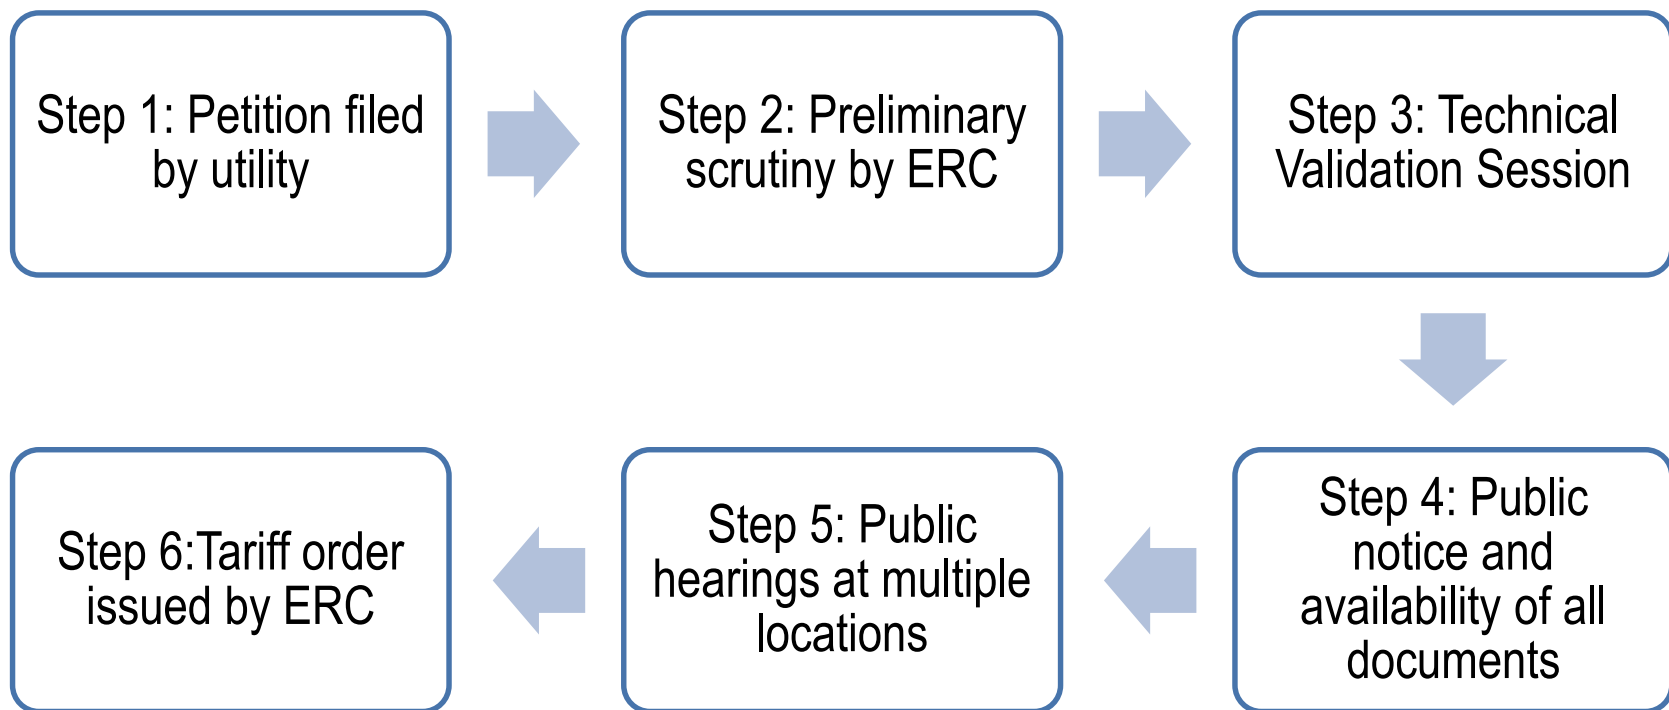 Step 1: Petition filed
by utility
Step 2: Preliminary
scrutiny by ERC
Step 3: Technical
Validation Session
Step 4: Public
notice and
availability of all
documents
Step 5: Public
hearings at multiple
locations
Step 6:Tariff order
issued by ERC